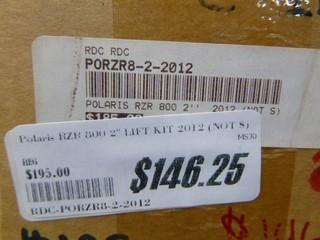 RDC RDC
PORZR8-2-2012
POLARIS RZR 800 2'' 2012 (NOT S)
Polaris RZR 800 2" LIFT KIT 2012 (NOT S)
MS30
REG
$195.00
$146.25
RDC-PORZR8-2-2012